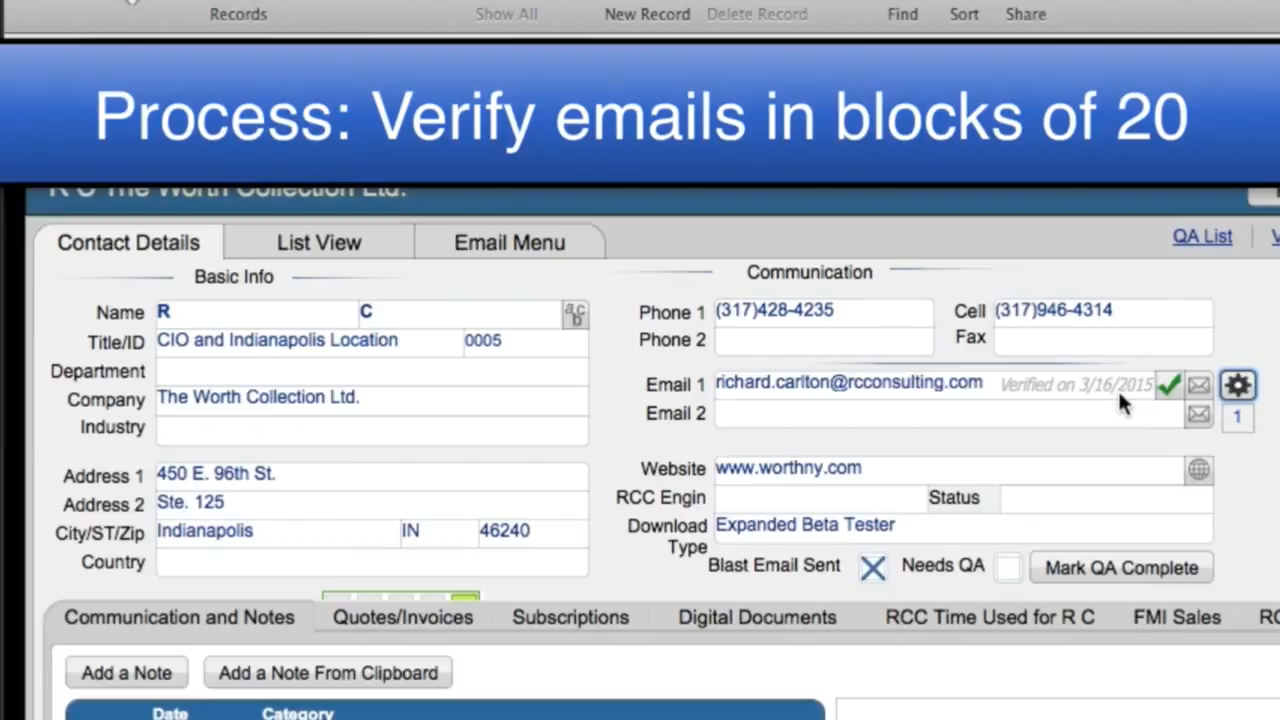 Records Show All New Record Delete Record Find Sort Share
Process: Verify emails in blocks of 20
R C The Worth Collection Ltd.
Contact Details List View Email Menu QA List
Basic Info Communication
Name R C Phone 1 (317)428-4235 Cell (317)946-4314
Title/ID CIO and Indianapolis Location 0005 Phone 2 Fax
Department
Company The Worth Collection Ltd. Email 1 richard.carlton@rcconsulting.com Verified on 3/16/2015
Industry Email 2 1
Address 1 450 E. 96th St. Website www.worthny.com
Address 2 Ste. 125 RCC Engin Status
City/ST/Zip Indianapolis IN 46240 Download Type Expanded Beta Tester
Country Blast Email Sent Needs QA Mark QA Complete
Communication and Notes Quotes/Invoices Subscriptions Digital Documents RCC Time Used for R C FMI Sales
Add a Note Add a Note From Clipboard
Date Category